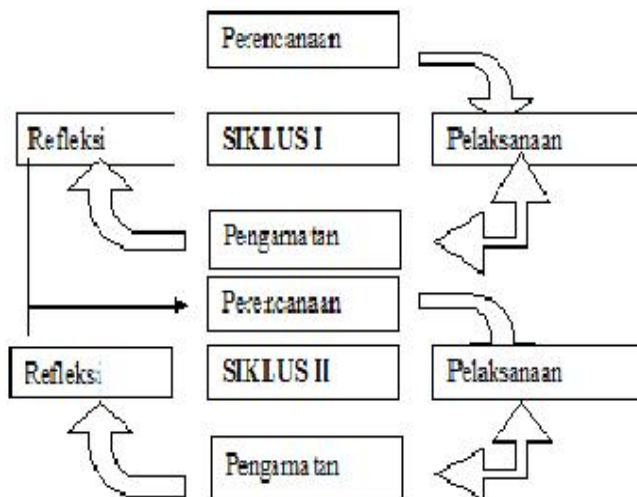 Perencanaan
Refleksi
SIKLUS I
Pelaksanaan
Pengamatan
Perencanaan
Refleksi
SIKLUS II
Pelaksanaan
Pengamatan